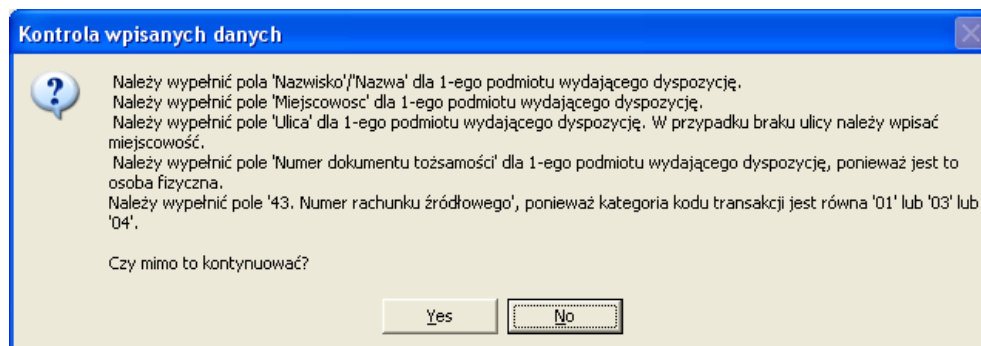 Kontrola wpisanych danych
Należy wypełnić pola 'Nazwisko'/'Nazwa' dla 1-ego podmiotu wydającego dyspozycję.
Należy wypełnić pole 'Miejscowosc' dla 1-ego podmiotu wydającego dyspozycję.
Należy wypełnić pole 'Ulica' dla 1-ego podmiotu wydającego dyspozycję. W przypadku braku ulicy należy wpisać
miejscowość.
Należy wypełnić pole 'Numer dokumentu tożsamości' dla 1-ego podmiotu wydającego dyspozycję, ponieważ jest to
osoba fizyczna.
Należy wypełnić pole '43. Numer rachunku źródłowego', ponieważ kategoria kodu transakcji jest równa '01' lub '03' lub
'04'.
Czy mimo to kontynuować?
Yes No